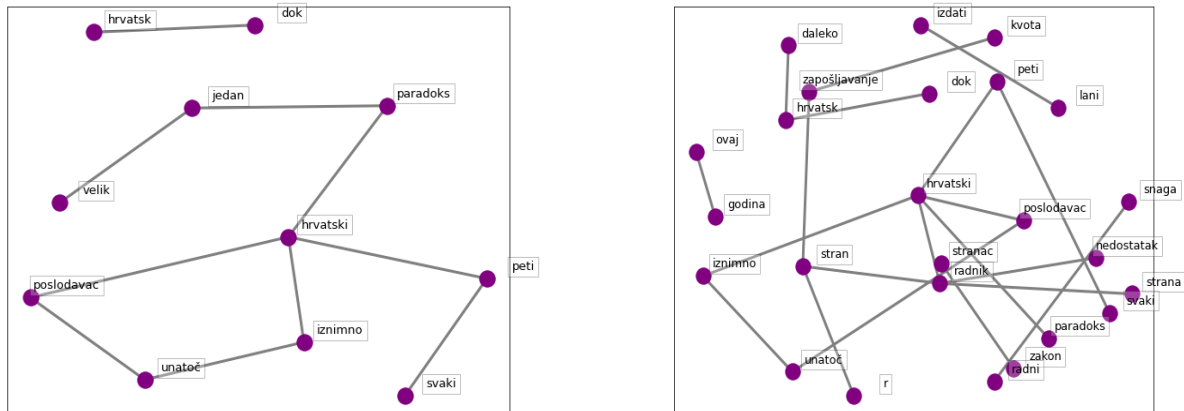 hrvatsk
dok
jedan
paradoks
velik
hrvatski
poslodavac
peti
iznimno
unatoč
svaki
izdati
kvota
daleko
zapošljavanje
peti
hrvatsk
dok
lani
ovaj
hrvatski
snaga
godina
poslodavac
stran
stranac
nedostatak
iznimno
radnik
strana
svaki
paradoks
unatoč
zakon
radni
r